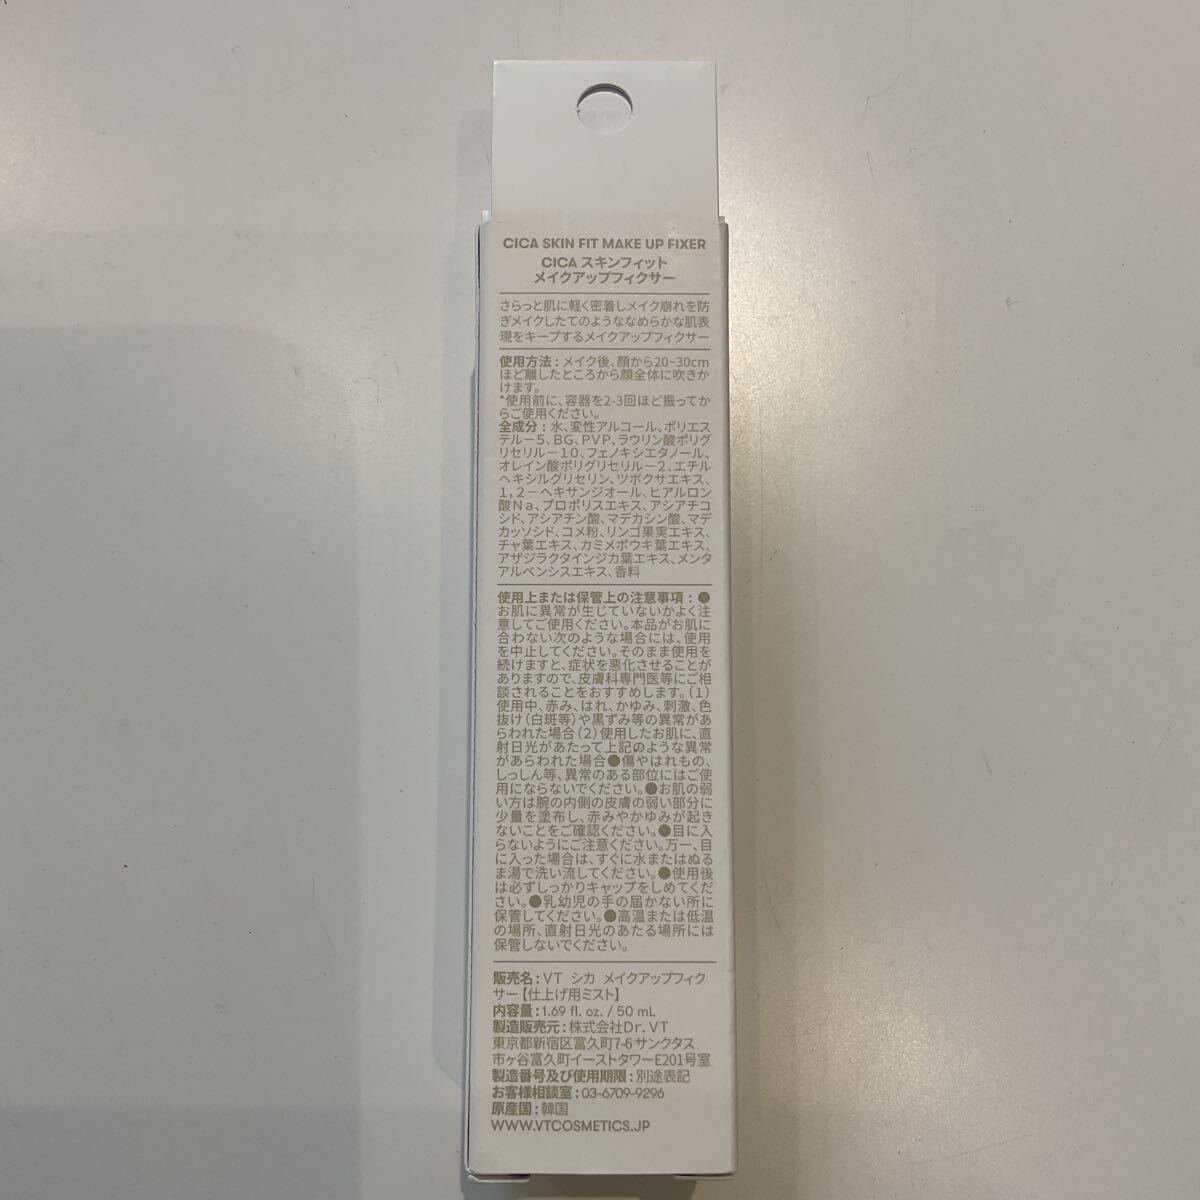 CICA SKIN FIT MAKE UP FIXER
CICA スキンフィット
メイクアップフィクサー
さらっと肌に軽く密着しメイク崩れを防
ぎメイクしたてのようななめらかな肌表
現をキープするメイクアップフィクサー
使用方法：メイク後、顔から20~30cm
ほど離したところから顔全体に吹きか
けます。
*使用前に、容器を2-3回ほど振ってか
らご使用ください。
全成分：水、変性アルコール、ポリエス
テルー5、BG、PVP、ラウリン酸ポリグ
リセリルー10、フェノキシエタノール、
オレイン酸ポリグリセリルー2、エチル
ヘキシルグリセリン、ツボクサエキス、
1,2ーヘキサンジオール、ヒアルロン
酸Na、プロポリスエキス、アシアチコ
シド、アシアチン酸、マデカシン酸、マデ
カッソシド、コメ粉、リンゴ果実エキス、
チャ葉エキス、カミメボウキ葉エキス、
アザジラクタインジカ葉エキス、メンタ
アルベンシスエキス、香料
使用上または保管上の注意事項：●
お肌に異常が生じていないかよく注
意してご使用ください。本品がお肌に
合わない次のような場合には、使用
を中止してください。そのまま使用を
続けますと、症状を悪化させることが
ありますので、皮膚科専門医等にご相
談されることをおすすめします。(1)
使用中、赤み、はれ、かゆみ、刺激、色
抜け(白斑等)や黒ずみ等の異常があ
らわれた場合(2)使用したお肌に、直
射日光があたって上記のような異常
があらわれた場合●傷やはれもの、
しっしん等、異常のある部位にはご使
用にならないでください。●お肌の弱
い方は腕の内側の皮膚の弱い部分に
少量を塗布し、赤みやかゆみが起き
ないことをご確認ください。●目に入
らないようにご注意ください。万一、目
に入った場合は、すぐに水またはぬる
ま湯で洗い流してください。●使用後
は必ずしっかりキャップをしめてくだ
さい。●乳幼児の手の届かない所に
保管してください。●高温または低温
の場所、直射日光のあたる場所には
保管しないでください。
販売名：VT シカ メイクアップフィク
サー【仕上げ用ミスト】
内容量：1.69 fl. oz. / 50 mL
製造販売元：株式会社Dr. VT
東京都新宿区富久町7-6 サンクタス
市ヶ谷富久町イーストタワーE201号室
製造番号及び使用期限：別途表記
お客様相談室：03-6709-9296
原産国：韓国
WWW.VTCOSMETICS.JP